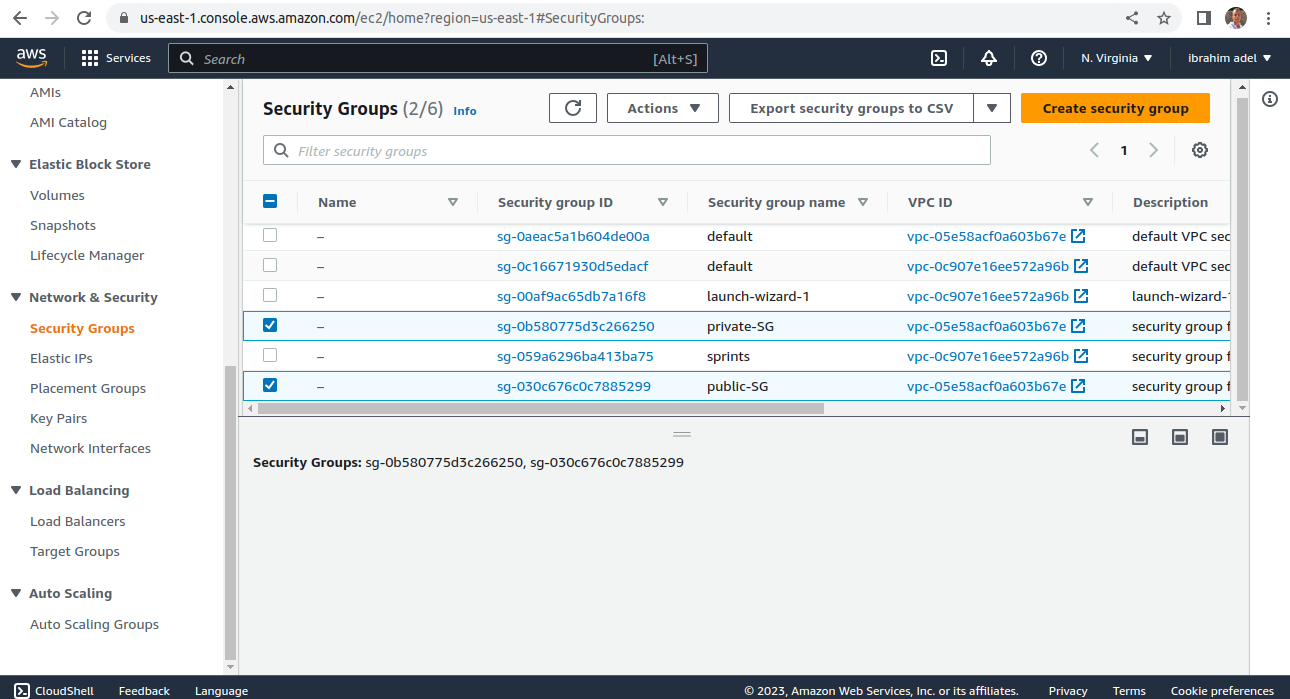 us-east-1.console.aws.amazon.com/ec2/home?region=us-east-1#SecurityGroups:
aws Services Search [Alt+S] N. Virginia ibrahim adel
AMIs
AMI Catalog
Elastic Block Store
Volumes
Snapshots
Lifecycle Manager
Network & Security
Security Groups
Elastic IPs
Placement Groups
Key Pairs
Network Interfaces
Load Balancing
Load Balancers
Target Groups
Auto Scaling
Auto Scaling Groups
Security Groups (2/6) Info Actions Export security groups to CSV Create security group
Filter security groups 1
Name Security group ID Security group name VPC ID Description
– sg-0aeac5a1b604de00a default vpc-05e58acf0a603b67e default VPC sec
– sg-0c16671930d5edacf default vpc-0c907e16ee572a96b default VPC sec
– sg-00af9ac65db7a16f8 launch-wizard-1 vpc-0c907e16ee572a96b launch-wizard-1
– sg-0b580775d3c266250 private-SG vpc-05e58acf0a603b67e security group f
– sg-059a6296ba413ba75 sprints vpc-0c907e16ee572a96b security group f
– sg-030c676c0c7885299 public-SG vpc-05e58acf0a603b67e security group f
Security Groups: sg-0b580775d3c266250, sg-030c676c0c7885299
CloudShell Feedback Language © 2023, Amazon Web Services, Inc. or its affiliates. Privacy Terms Cookie preferences